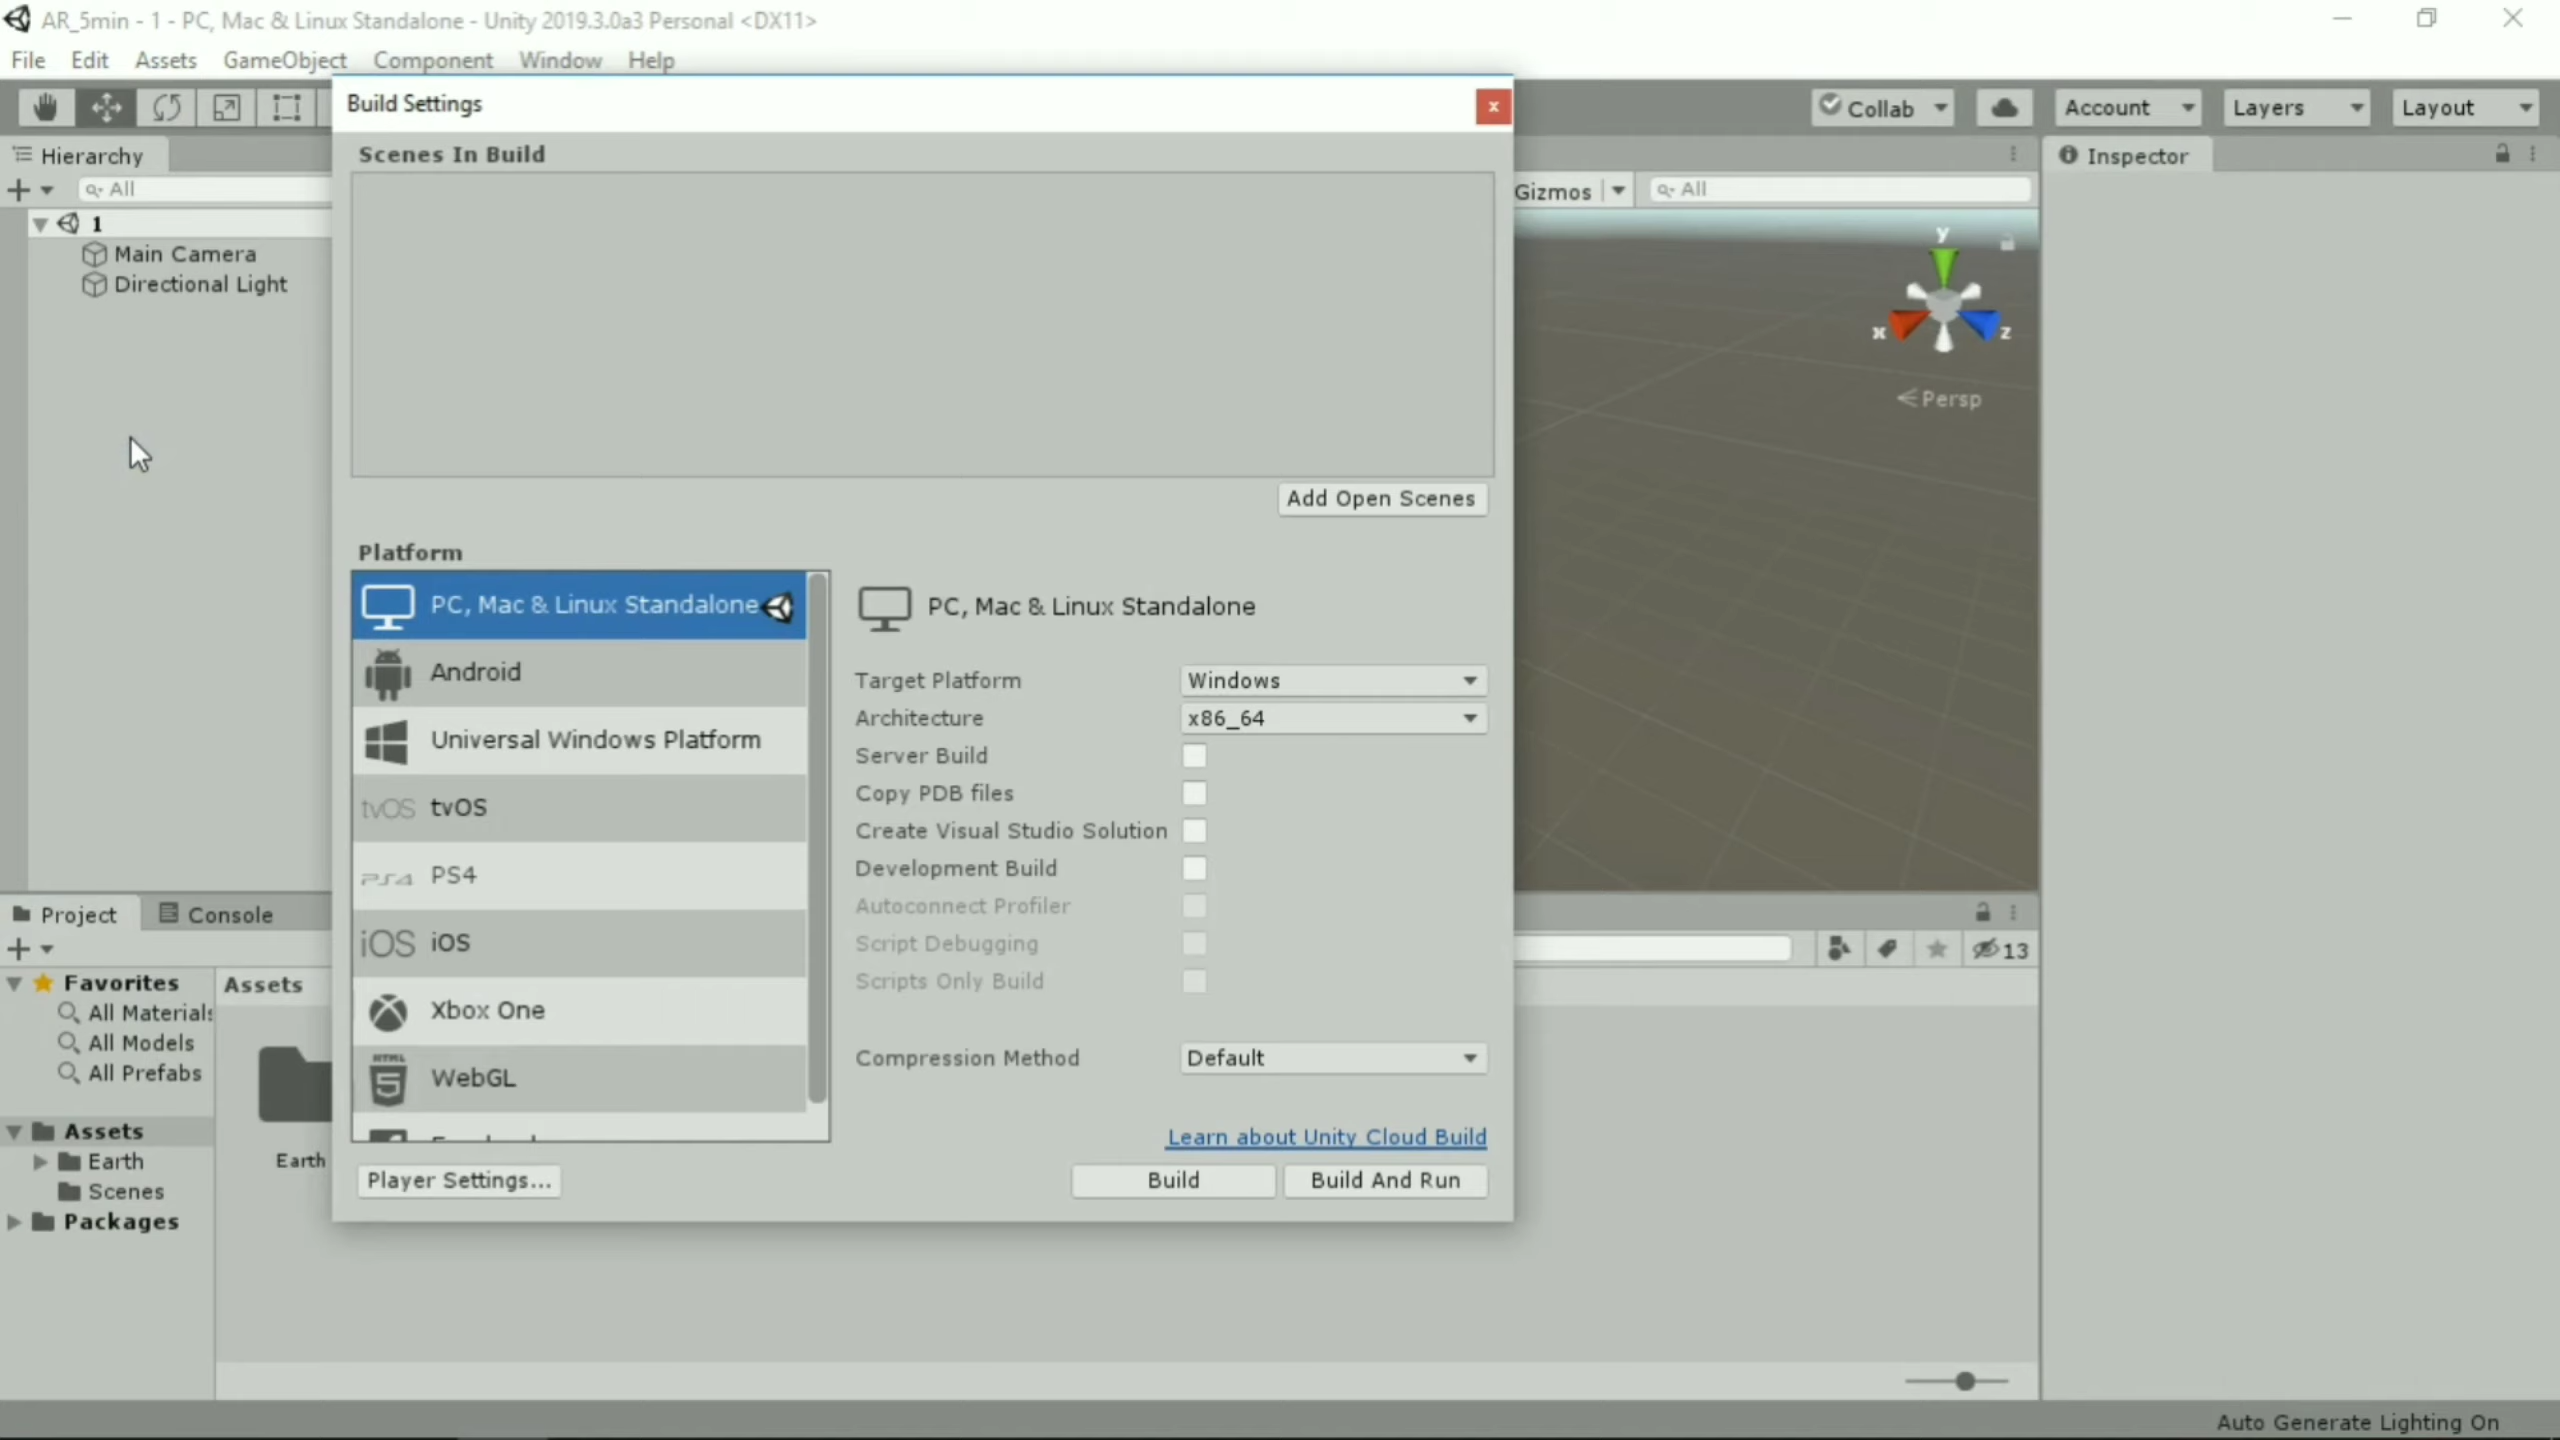 AR_5min - 1 - PC, Mac & Linux Standalone - Unity 2019.3.0a3 Personal <DX11>
File Edit Assets GameObject Component Window Help
Build Settings
x
Collab Account Layers Layout
Hierarchy
Scenes In Build
Inspector
All
Gizmos
All
1
Main Camera
Directional Light
y
x
z
Persp
Add Open Scenes
Platform
PC, Mac & Linux Standalone
Android
Universal Windows Platform
tvOS tvOS
PS4 PS4
iOS iOS
Xbox One
HTML 5 WebGL
PC, Mac & Linux Standalone
Target Platform Windows
Architecture x86_64
Server Build
Copy PDB files
Create Visual Studio Solution
Development Build
Autoconnect Profiler
Script Debugging
Scripts Only Build
Compression Method Default
Learn about Unity Cloud Build
Player Settings... Build Build And Run
Project Console
13
Favorites
All Materials
All Models
All Prefabs
Assets
Earth
Scenes
Packages
Assets
Earth
Auto Generate Lighting On